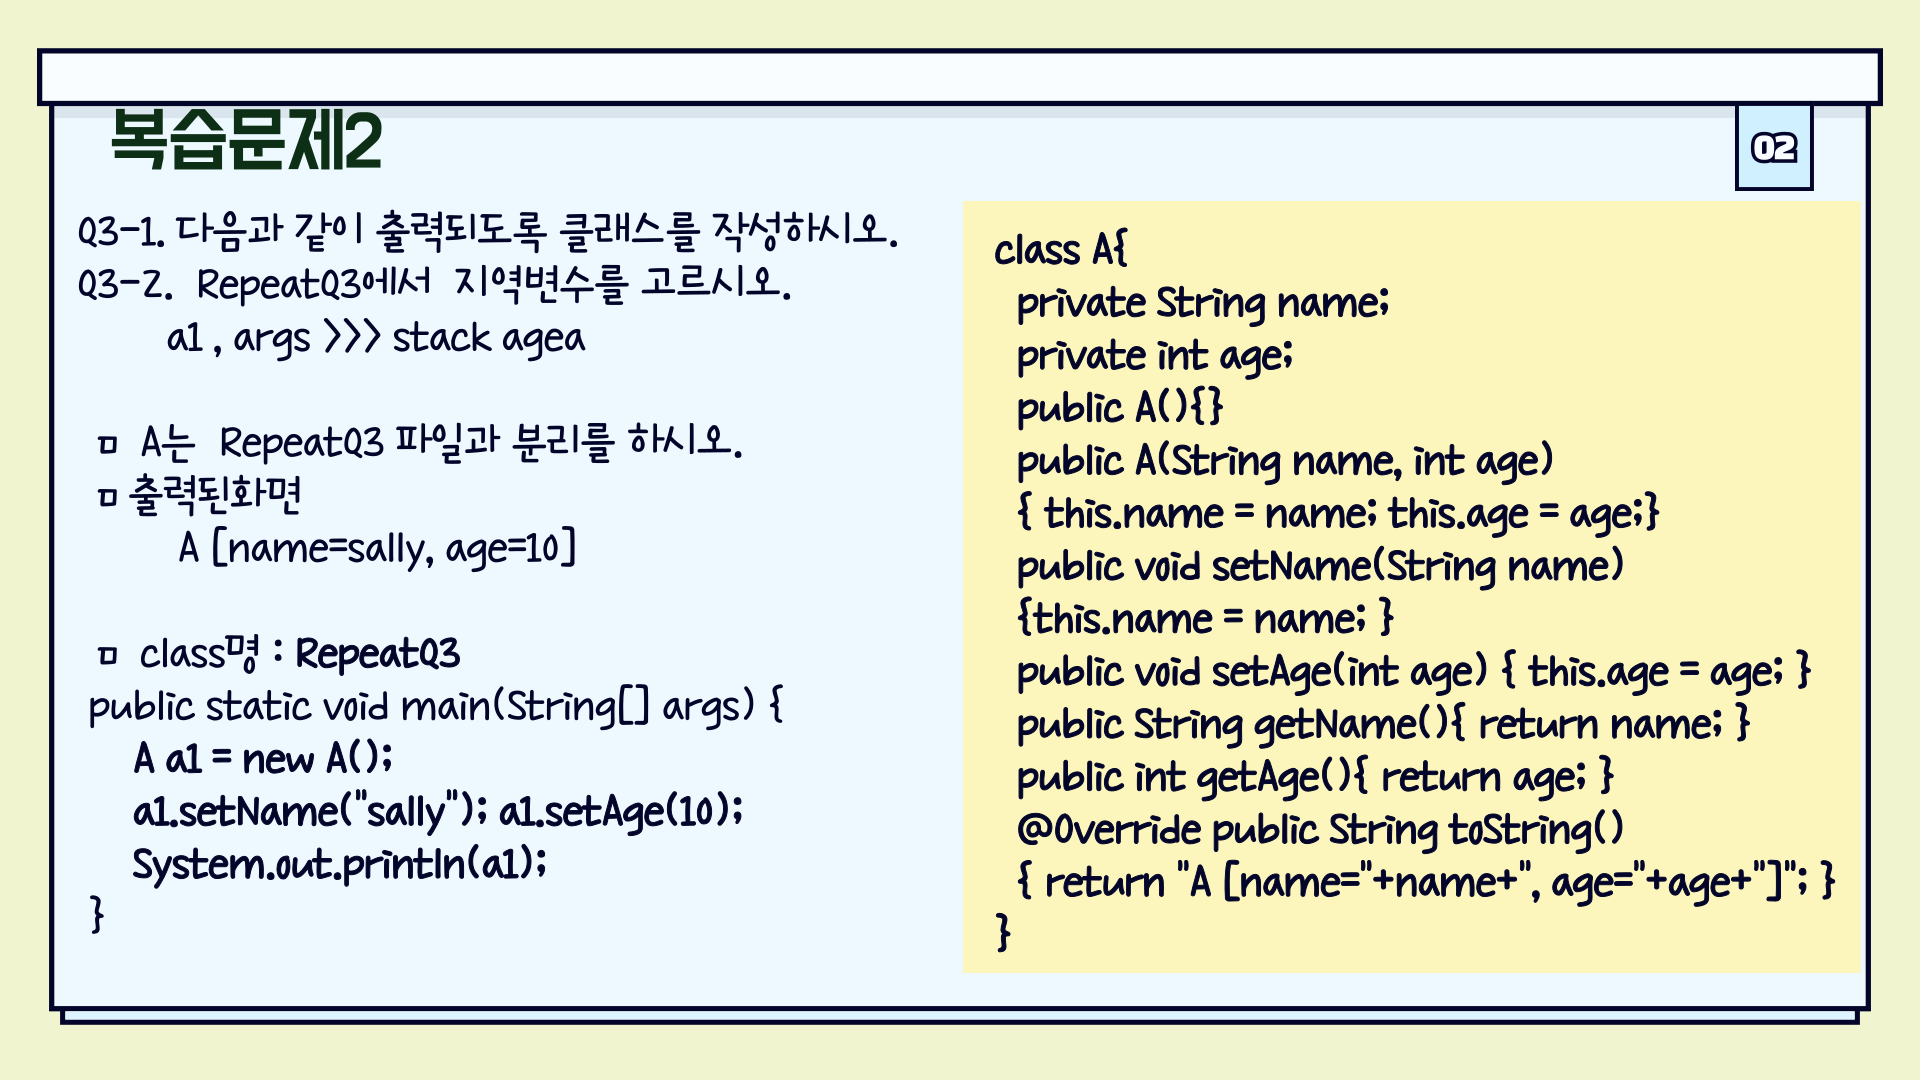 복습문제2
02
Q3-1. 다음과 같이 출력되도록 클래스를 작성하시오.
Q3-2. RepeatQ3에서 지역변수를 고르시오.
a1 , args >>> stack agea
ㅁ A는 RepeatQ3 파일과 분리를 하시오.
ㅁ 출력된화면
A [name=sally, age=10]
ㅁ class명 : RepeatQ3
public static void main(String[] args) {
A a1 = new A();
a1.setName("sally"); a1.setAge(10);
System.out.println(a1);
}
class A{
private String name;
private int age;
public A(){}
public A(String name, int age)
{ this.name = name; this.age = age;}
public void setName(String name)
{this.name = name; }
public void setAge(int age) { this.age = age; }
public String getName(){ return name; }
public int getAge(){ return age; }
@Override public String toString()
{ return "A [name="+name+", age="+age+"]"; }
}